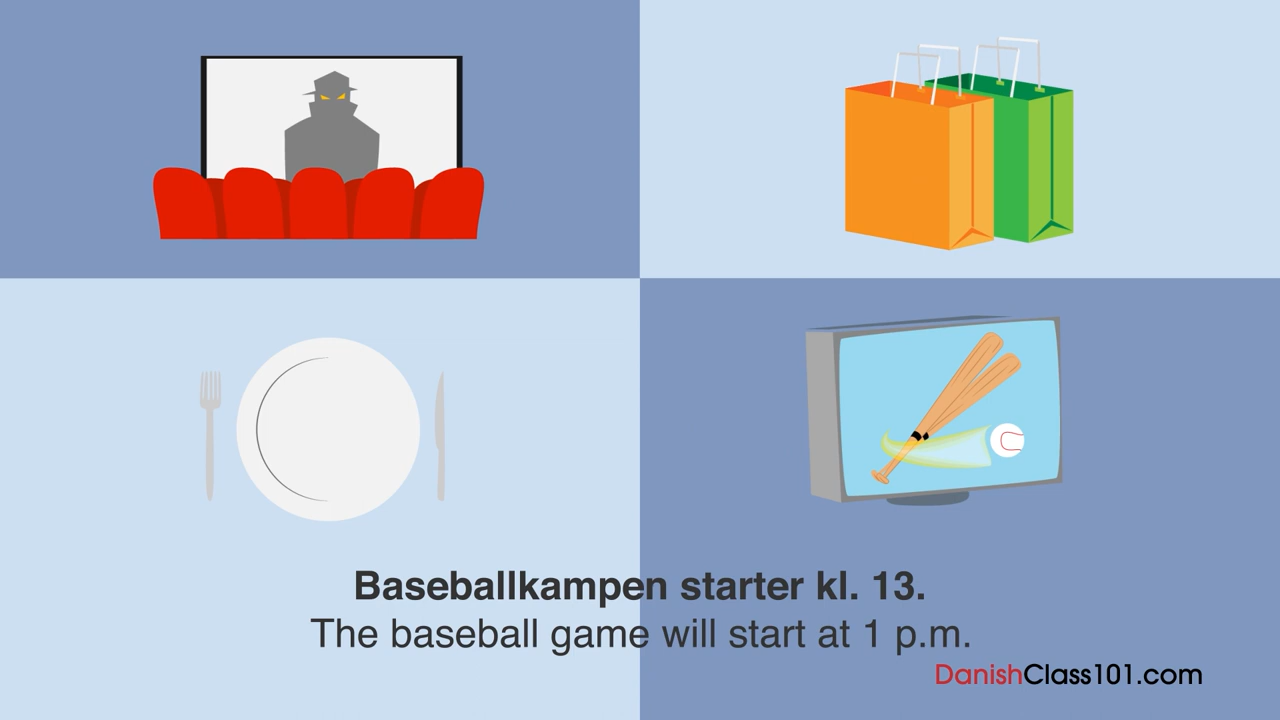 Baseballkampen starter kl. 13.
The baseball game will start at 1 p.m.
DanishClass101.com